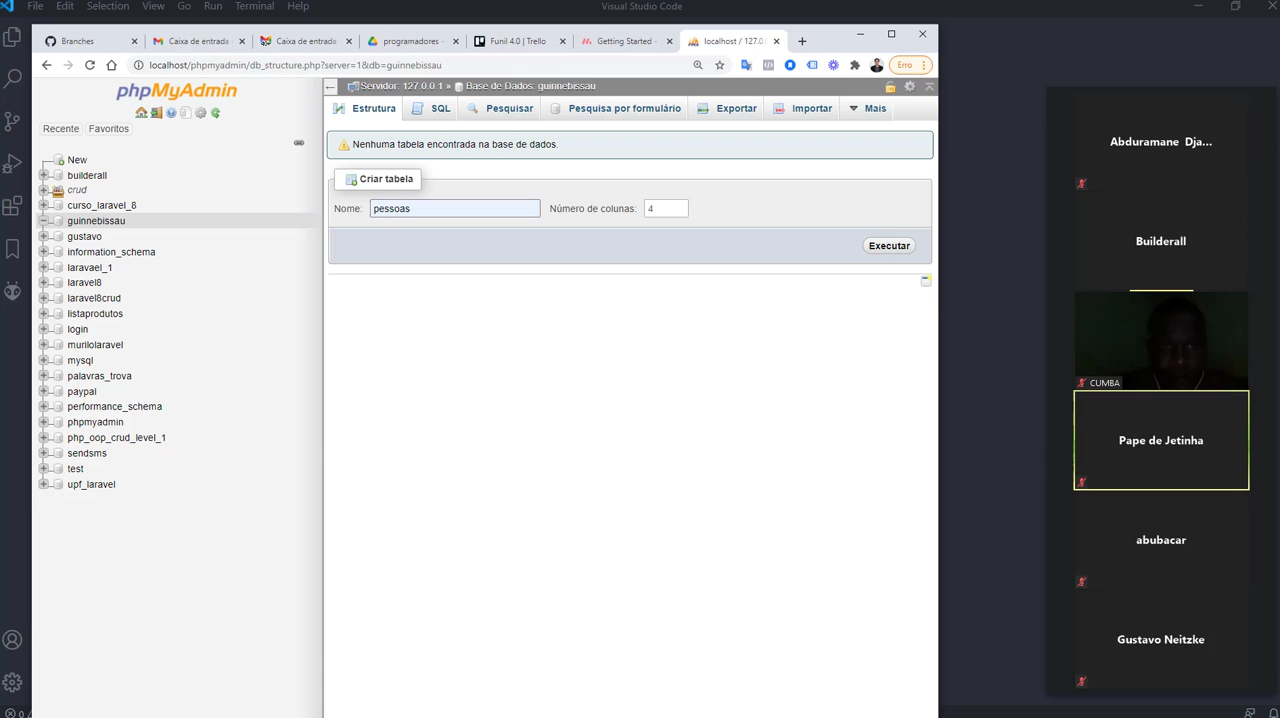 File Edit Selection View Go Run Terminal Help
Visual Studio Code
Branches
Caixa de entrada
Caixa de entrada
programadores -
Funil 4.0 | Trello
Getting Started -
localhost / 127.0.
localhost/phpmyadmin/db_structure.php?server=1&db=guinnebissau
Erro
phpMyAdmin
Recente Favoritos
New
builderall
crud
curso_laravel_8
guinnebissau
gustavo
information_schema
laravael_1
laravel8
laravel8crud
listaprodutos
login
murilolaravel
mysql
palavras_trova
paypal
performance_schema
phpmyadmin
php_oop_crud_level_1
sendsms
test
upf_laravel
Servidor: 127.0.0.1 » Base de Dados: guinnebissau
Estrutura SQL Pesquisar Pesquisa por formulário Exportar Importar Mais
Nenhuma tabela encontrada na base de dados.
Criar tabela
Nome: pessoas Número de colunas: 4
Executar
Abduramane Dja...
Builderall
CUMBA
Pape de Jetinha
abubacar
Gustavo Neitzke
0